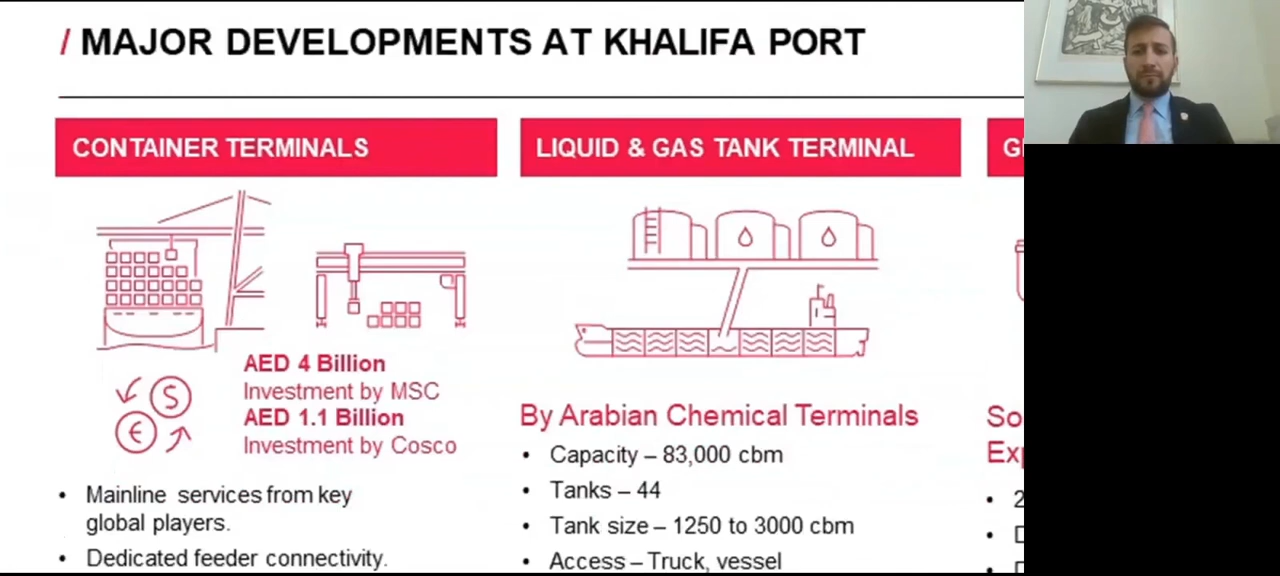 / MAJOR DEVELOPMENTS AT KHALIFA PORT
CONTAINER TERMINALS
AED 4 Billion
Investment by MSC
AED 1.1 Billion
Investment by Cosco
• Mainline services from key
global players.
• Dedicated feeder connectivity.
LIQUID & GAS TANK TERMINAL
By Arabian Chemical Terminals
• Capacity – 83,000 cbm
• Tanks – 44
• Tank size – 1250 to 3000 cbm
• Access – Truck, vessel